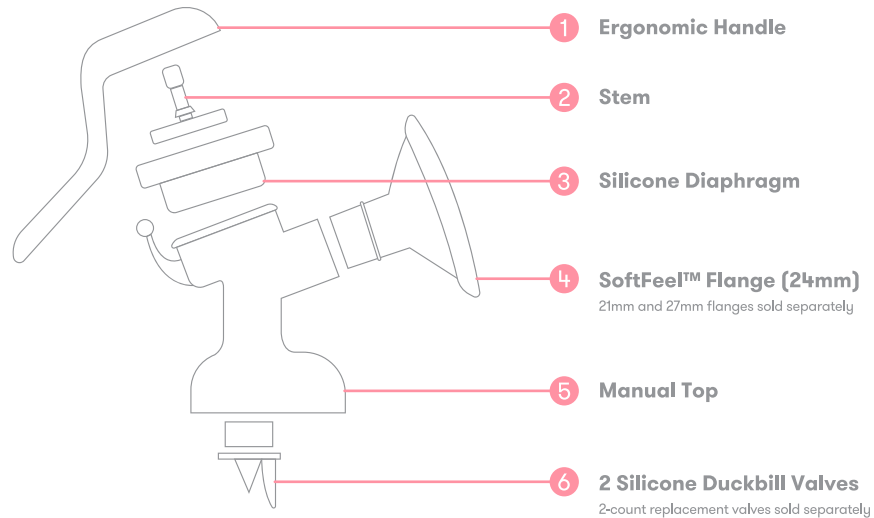 1 Ergonomic Handle
2 Stem
3 Silicone Diaphragm
4 SoftFeel™ Flange (24mm)
21mm and 27mm flanges sold separately
5 Manual Top
6 2 Silicone Duckbill Valves
2-count replacement valves sold separately